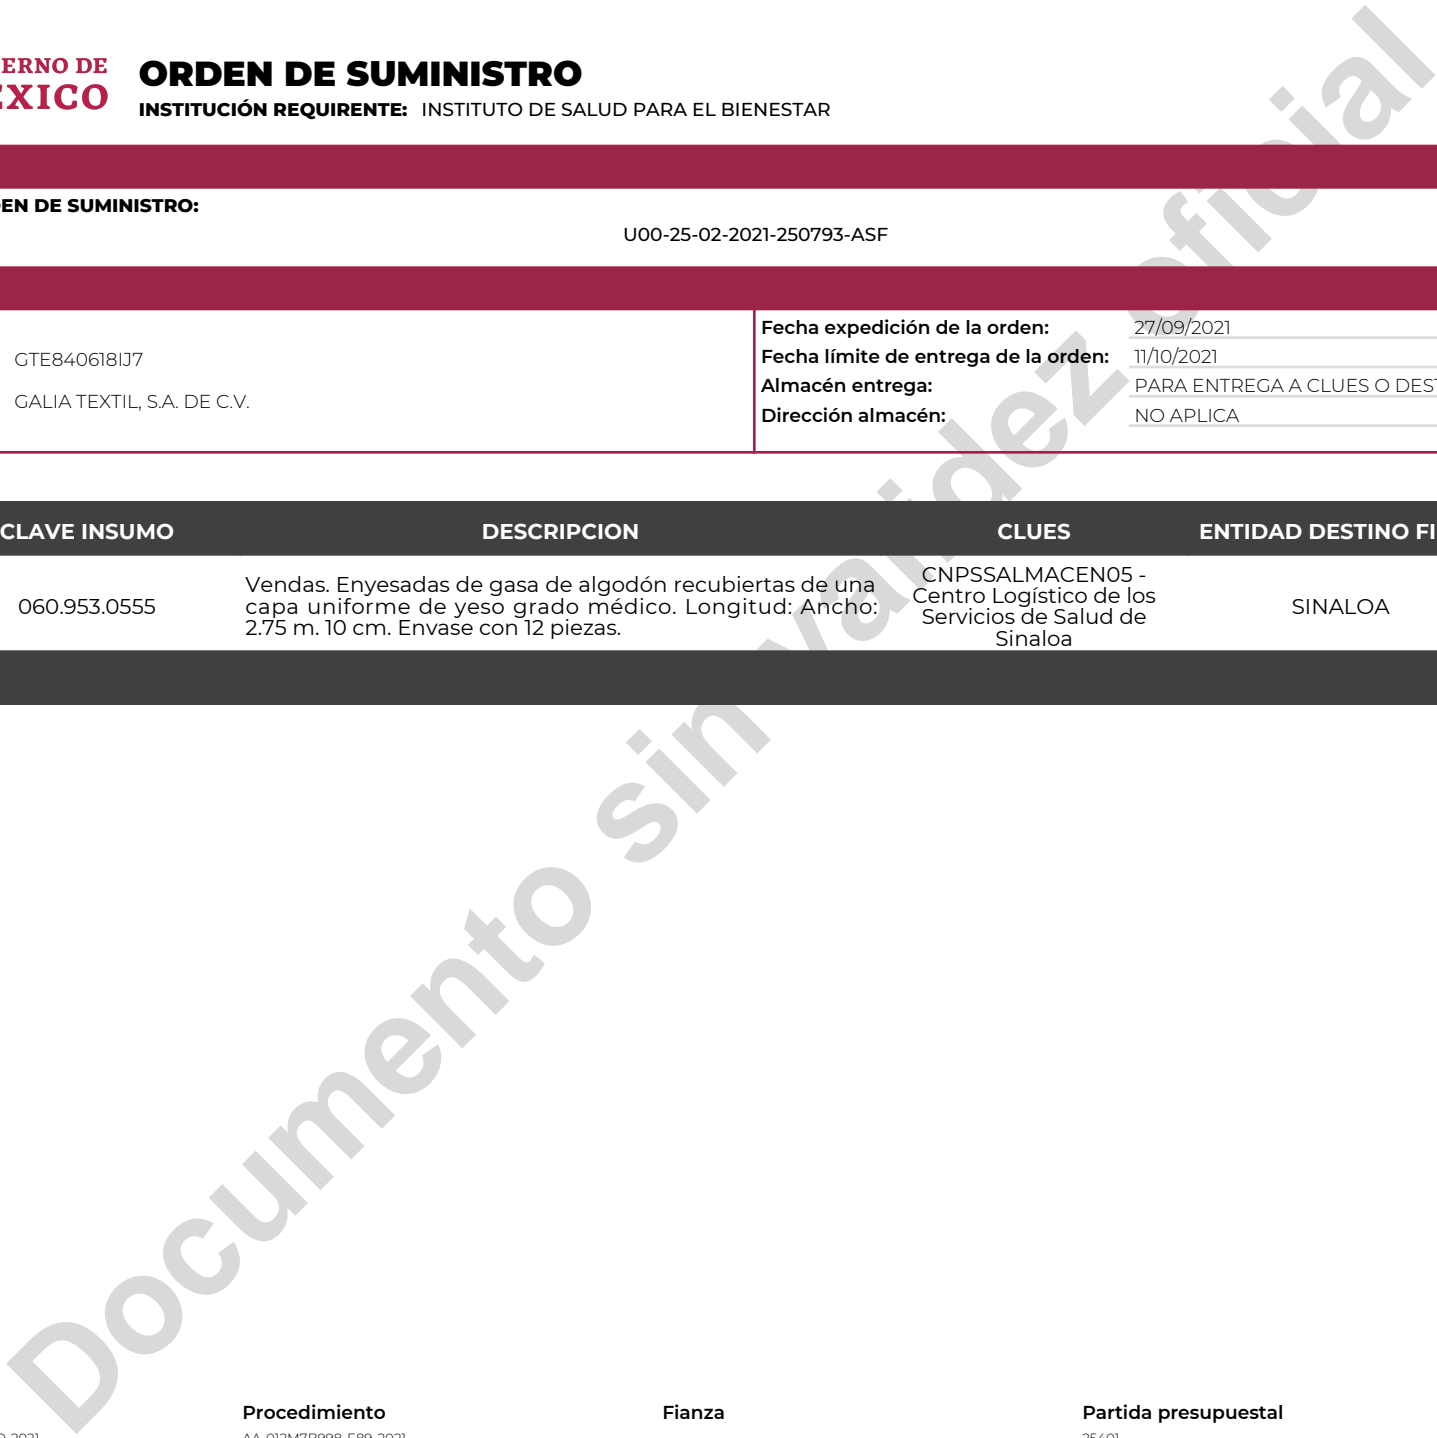 ERNO DE
ORDEN DE SUMINISTRO
EXICO
INSTITUCIÓN REQUIRENTE: INSTITUTO DE SALUD PARA EL BIENESTAR
EN DE SUMINISTRO:
U00-25-02-2021-250793-ASF
GTE840618IJ7
GALIA TEXTIL, S.A. DE C.V.
Fecha expedición de la orden: 27/09/2021
Fecha límite de entrega de la orden: 11/10/2021
Almacén entrega: PARA ENTREGA A CLUES O DEST
Dirección almacén: NO APLICA
CLAVE INSUMO DESCRIPCION CLUES ENTIDAD DESTINO FI
060.953.0555
Vendas. Enyesadas de gasa de algodón recubiertas de una
capa uniforme de yeso grado médico. Longitud: Ancho:
2.75 m. 10 cm. Envase con 12 piezas.
CNPSSALMACEN05 -
Centro Logístico de los
Servicios de Salud de
Sinaloa
SINALOA
Documento sin validez oficial
Procedimiento Fianza Partida presupuestal